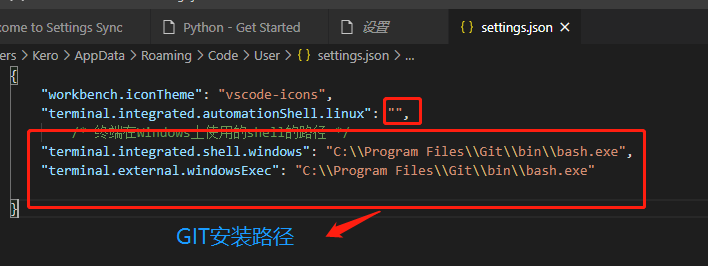 ome to Settings Sync
Python - Get Started
设置
{} settings.json ×
ers > Kero > AppData > Roaming > Code > User > {} settings.json > ...
{
"workbench.iconTheme": "vscode-icons",
"terminal.integrated.automationShell.linux": "",
/* 终端在Windows上使用的shell的路径 */
"terminal.integrated.shell.windows": "C:\\Program Files\\Git\\bin\\bash.exe",
"terminal.external.windowsExec": "C:\\Program Files\\Git\\bin\\bash.exe"
}
GIT安装路径